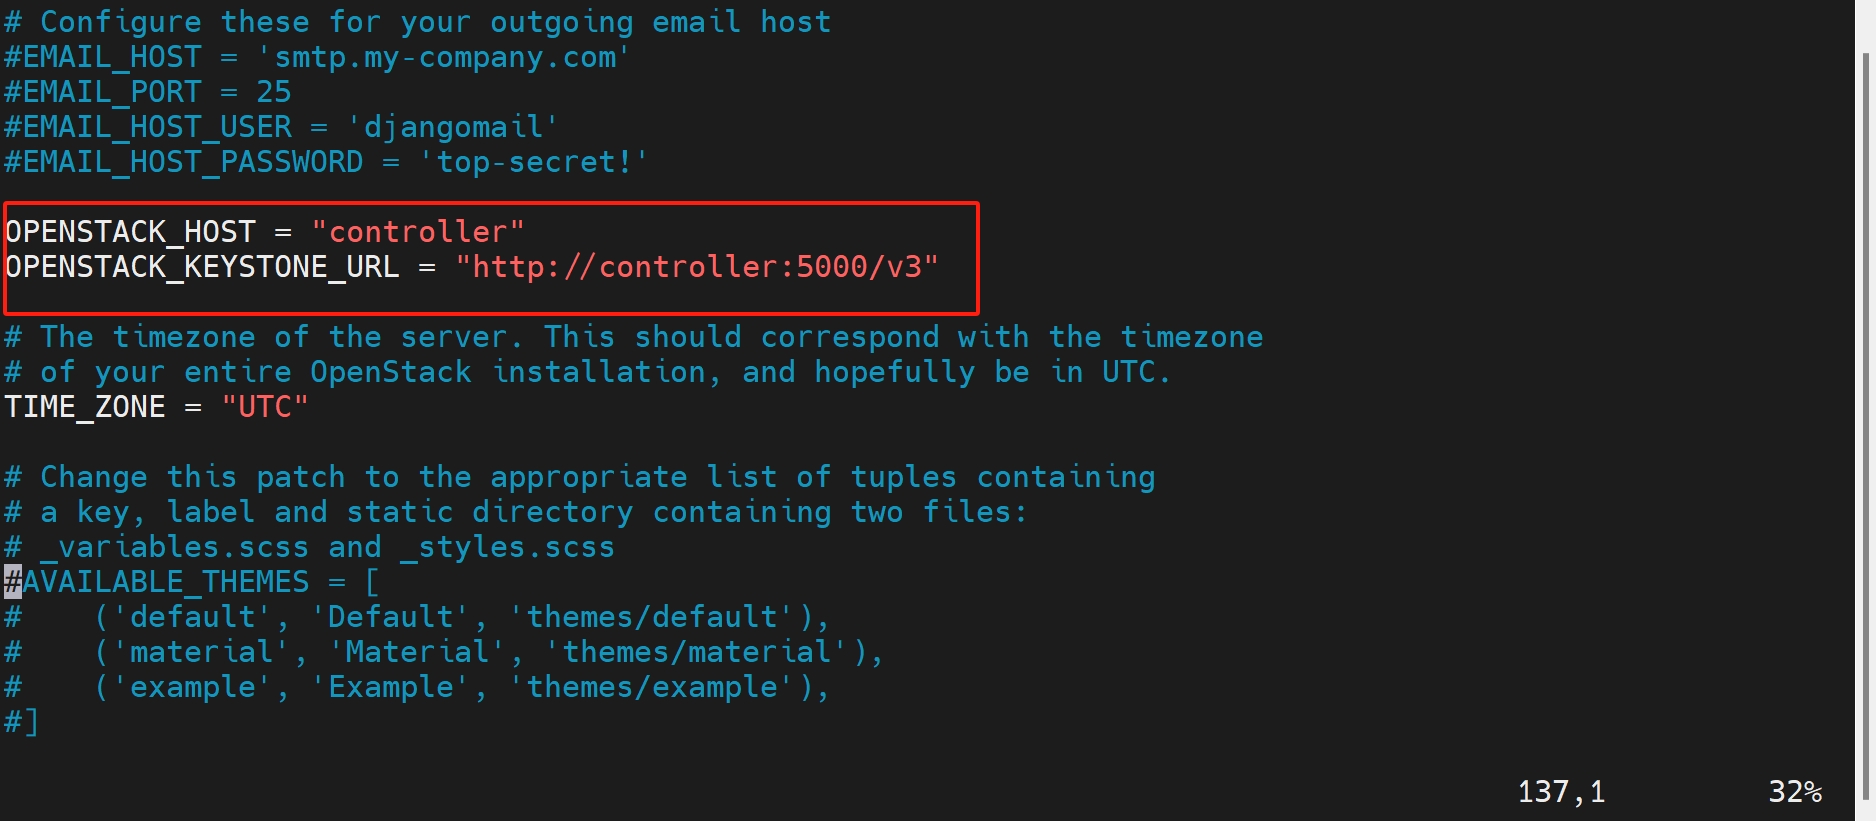 # Configure these for your outgoing email host
#EMAIL_HOST = 'smtp.my-company.com'
#EMAIL_PORT = 25
#EMAIL_HOST_USER = 'djangomail'
#EMAIL_HOST_PASSWORD = 'top-secret!'
OPENSTACK_HOST = "controller"
OPENSTACK_KEYSTONE_URL = "http://controller:5000/v3"
# The timezone of the server. This should correspond with the timezone
# of your entire OpenStack installation, and hopefully be in UTC.
TIME_ZONE = "UTC"
# Change this patch to the appropriate list of tuples containing
# a key, label and static directory containing two files:
# _variables.scss and _styles.scss
#AVAILABLE_THEMES = [
#    ('default', 'Default', 'themes/default'),
#    ('material', 'Material', 'themes/material'),
#    ('example', 'Example', 'themes/example'),
#]
137,1 32%